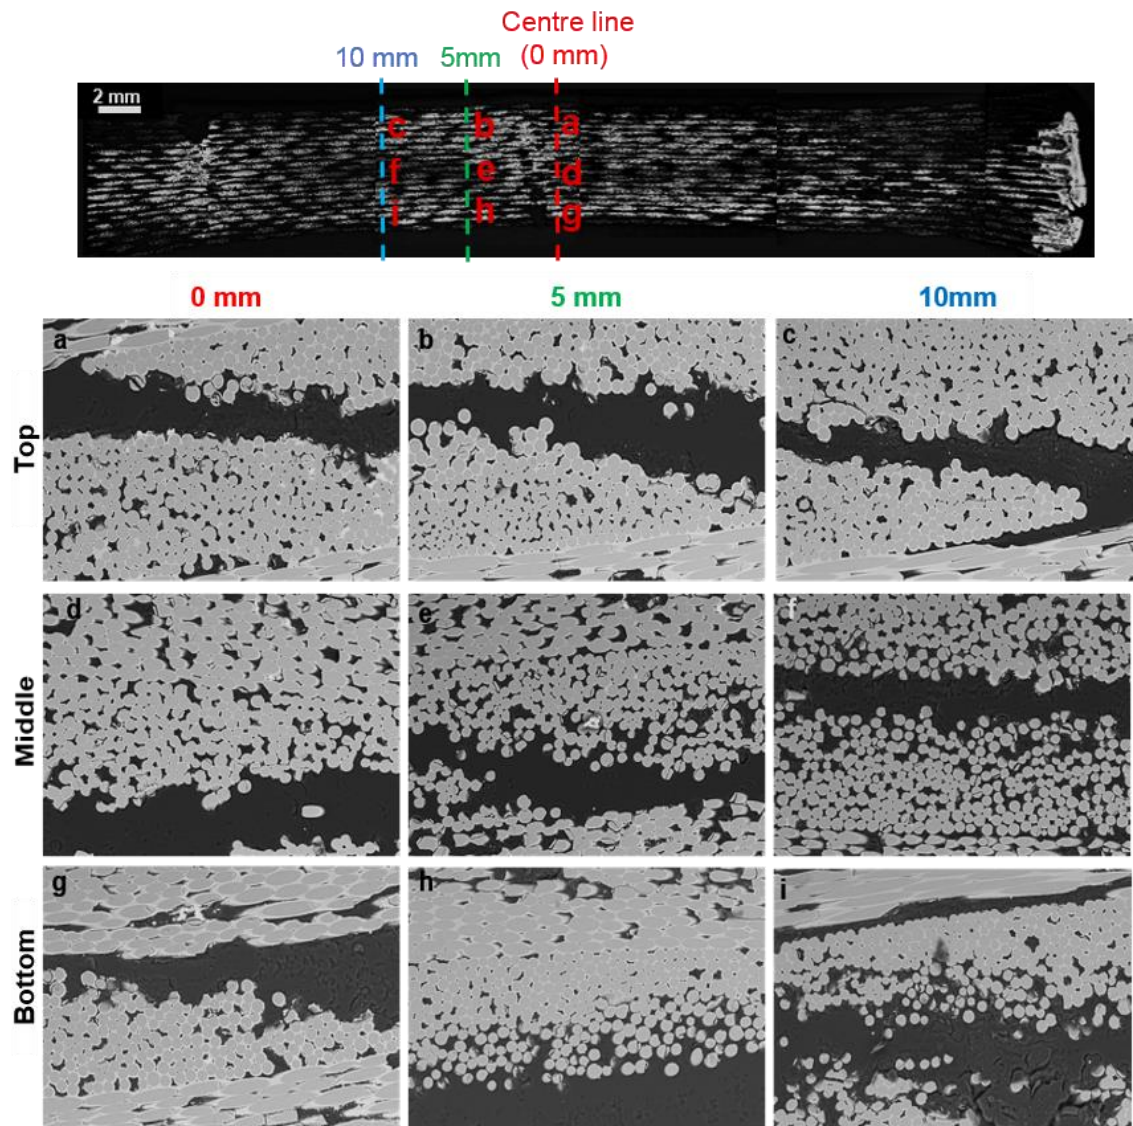 Centre line
10 mm 5mm (0 mm)
2 mm
c b a
f e d
i h g
0 mm 5 mm 10mm
Top
a b c
Middle
d e f
Bottom
g h i